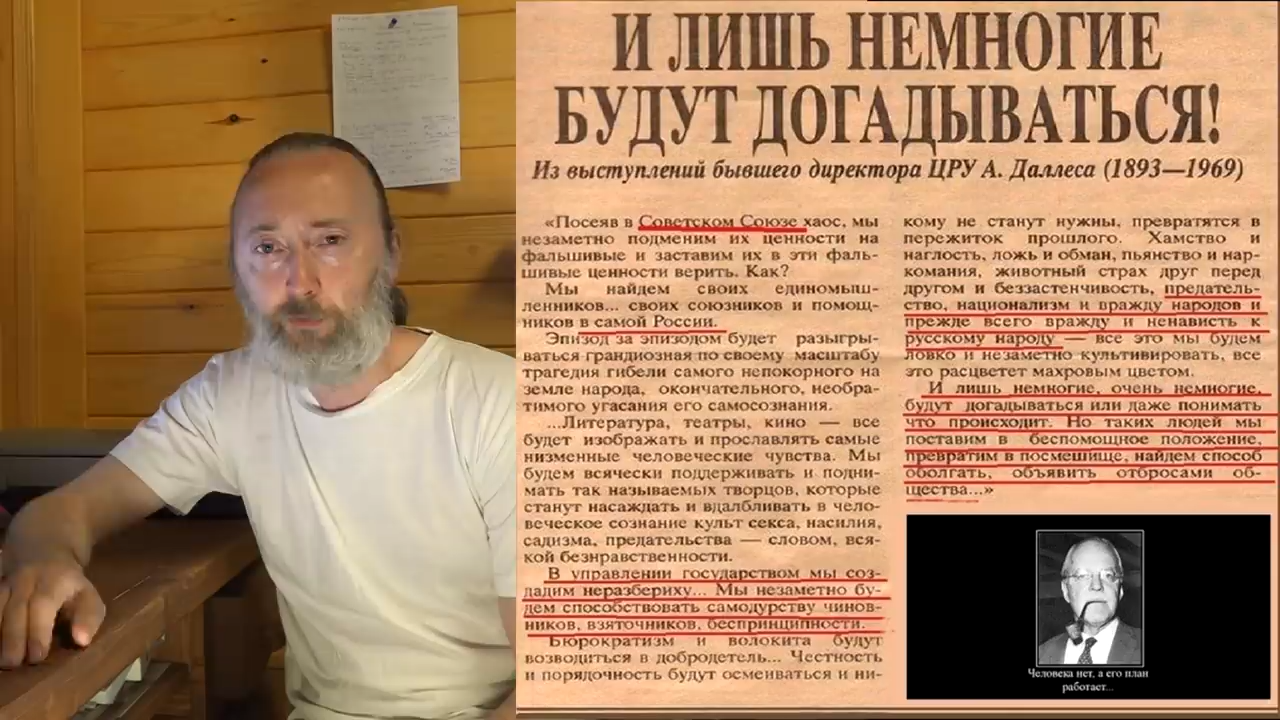 И ЛИШЬ НЕМНОГИЕ
БУДУТ ДОГАДЫВАТЬСЯ!
Из выступлений бывшего директора ЦРУ А. Даллеса (1893—1969)
«Посеяв в Советском Союзе хаос, мы
незаметно подменим их ценности на
фальшивые и заставим их в эти фаль-
шивые ценности верить. Как?
Мы найдем своих единомыш-
ленников... своих союзников и помощ-
ников в самой России.
Эпизод за эпизодом будет разыгры-
ваться грандиозная по своему масштабу
трагедия гибели самого непокорного на
земле народа, окончательного, необра-
тимого угасания его самосознания.
...Литература, театры, кино — все
будет изображать и прославлять самые
низменные человеческие чувства. Мы
будем всячески поддерживать и подни-
мать так называемых творцов, которые
станут насаждать и вдалбливать в чело-
веческое сознание культ секса, насилия,
садизма, предательства — словом, вся-
кой безнравственности.
В управлении государством мы соз-
дадим неразбериху... Мы незаметно бу-
дем способствовать самодурству чинов-
ников, взяточников, беспринципности.
Бюрократизм и волокита будут
возводиться в добродетель... Честность
и порядочность будут осмеиваться и ни-
кому не станут нужны, превратятся в
пережиток прошлого. Хамство и
наглость, ложь и обман, пьянство и нар-
комания, животный страх друг перед
другом и беззастенчивость, предатель-
ство, национализм и вражду народов и
прежде всего вражду и ненависть к
русскому народу — все это мы будем
ловко и незаметно культивировать, все
это расцветет махровым цветом.
И лишь немногие, очень немногие,
будут догадываться или даже понимать
что происходит. Но таких людей мы
поставим в беспомощное положение,
превратим в посмешище, найдем способ
оболгать, объявить отбросами об-
щества...»
Человека нет, а его план
работает...